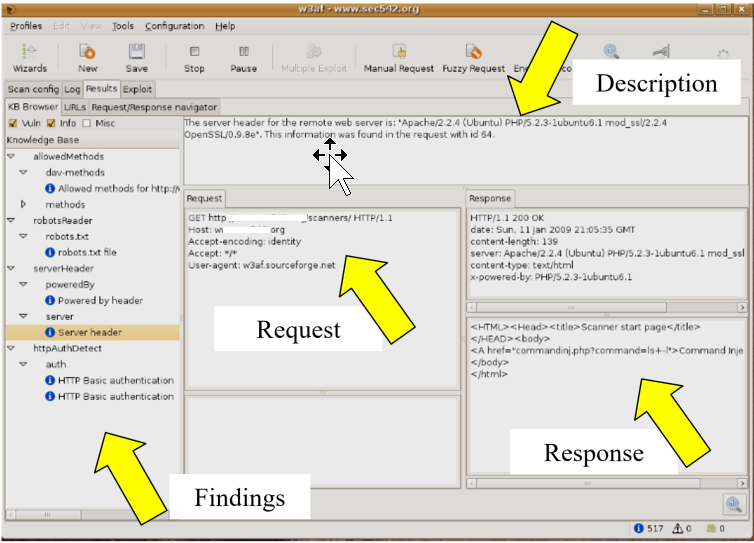 w3af - www.sec542.org
Profiles Edit View Tools Configuration Help
Wizards New Save Stop Pause Multiple Exploit Manual Request Fuzzy Request
Description
Scan config Log Results Exploit
KB Browser URLs Request/Response navigator
Vuln Info Misc
Knowledge Base
allowedMethods
dav-methods
Allowed methods for http://
methods
robotsReader
robots.txt
robots.txt file
serverHeader
poweredBy
Powered by header
server
Server header
httpAuthDetect
auth
HTTP Basic authentication
HTTP Basic authentication
Findings
The server header for the remote web server is: "Apache/2.2.4 (Ubuntu) PHP/5.2.3-1ubuntu6.1 mod_ssl/2.2.4
OpenSSL/0.9.8e". This information was found in the request with id 64.
Request
GET http /scanners/ HTTP/1.1
Host: w org
Accept-encoding: identity
Accept: */*
User-agent: w3af.sourceforge.net
Request
Response
HTTP/1.1 200 OK
date: Sun, 11 Jan 2009 21:05:35 GMT
content-length: 139
server: Apache/2.2.4 (Ubuntu) PHP/5.2.3-1ubuntu6.1 mod_ssl
content-type: text/html
x-powered-by: PHP/5.2.3-1ubuntu6.1
<HTML><Head><title>Scanner start page</title>
</HEAD><body>
<A href="commandinj.php?command=ls+-l">Command Inje
</body>
</html>
Response
517 0 0